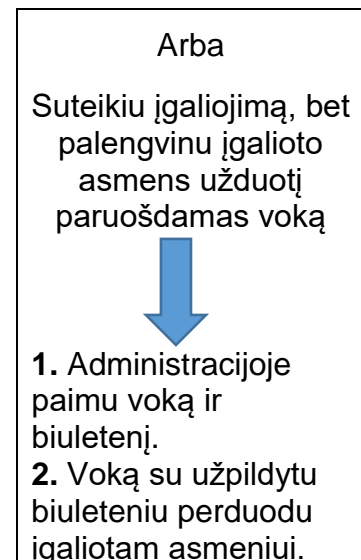 Arba
Suteikiu įgaliojimą, bet
palengvinu įgalioto
asmens užduotį
paruošdamas voką
1. Administracijoje
paimu voką ir
biuletenį.
2. Voką su užpildytu
biuleteniu perduodu
įgaliotam asmeniui.